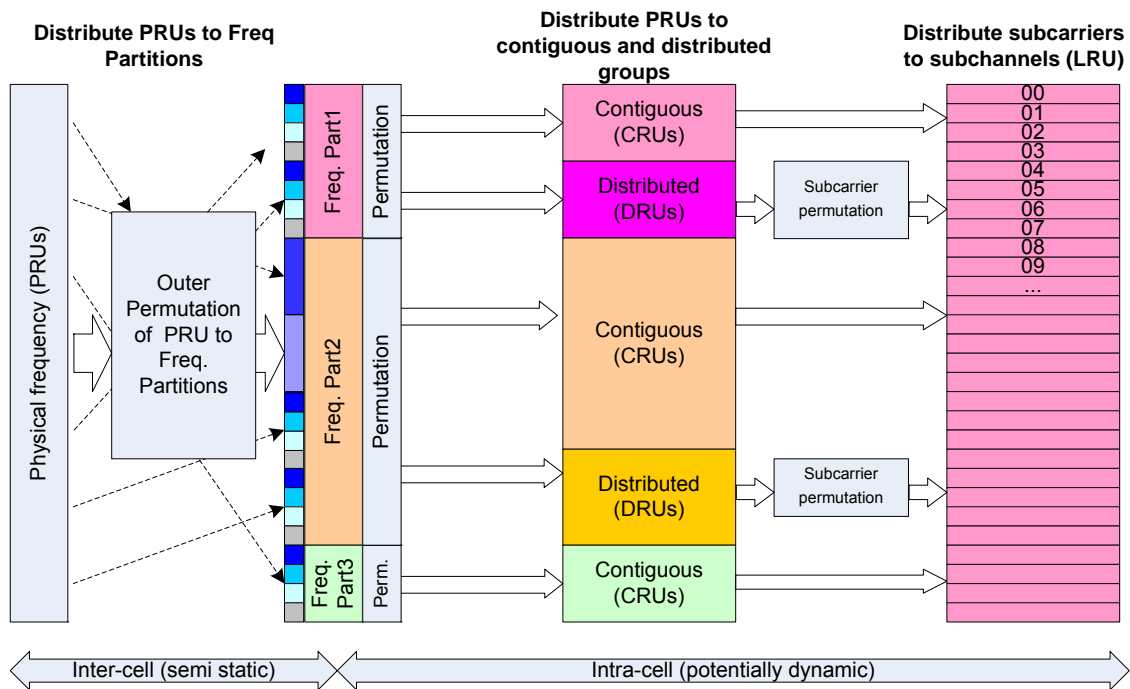 Distribute PRUs to Freq
Partitions
Distribute PRUs to
contiguous and distributed
groups
Distribute subcarriers
to subchannels (LRU)
Physical frequency (PRUs)
Outer
Permutation
of PRU to
Freq.
Partitions
Freq. Part1
Permutation
Freq. Part2
Permutation
Freq.
Part3
Perm.
Contiguous
(CRUs)
Distributed
(DRUs)
Contiguous
(CRUs)
Distributed
(DRUs)
Contiguous
(CRUs)
Subcarrier
permutation
Subcarrier
permutation
00
01
02
03
04
05
06
07
08
09
...
Inter-cell (semi static)
Intra-cell (potentially dynamic)